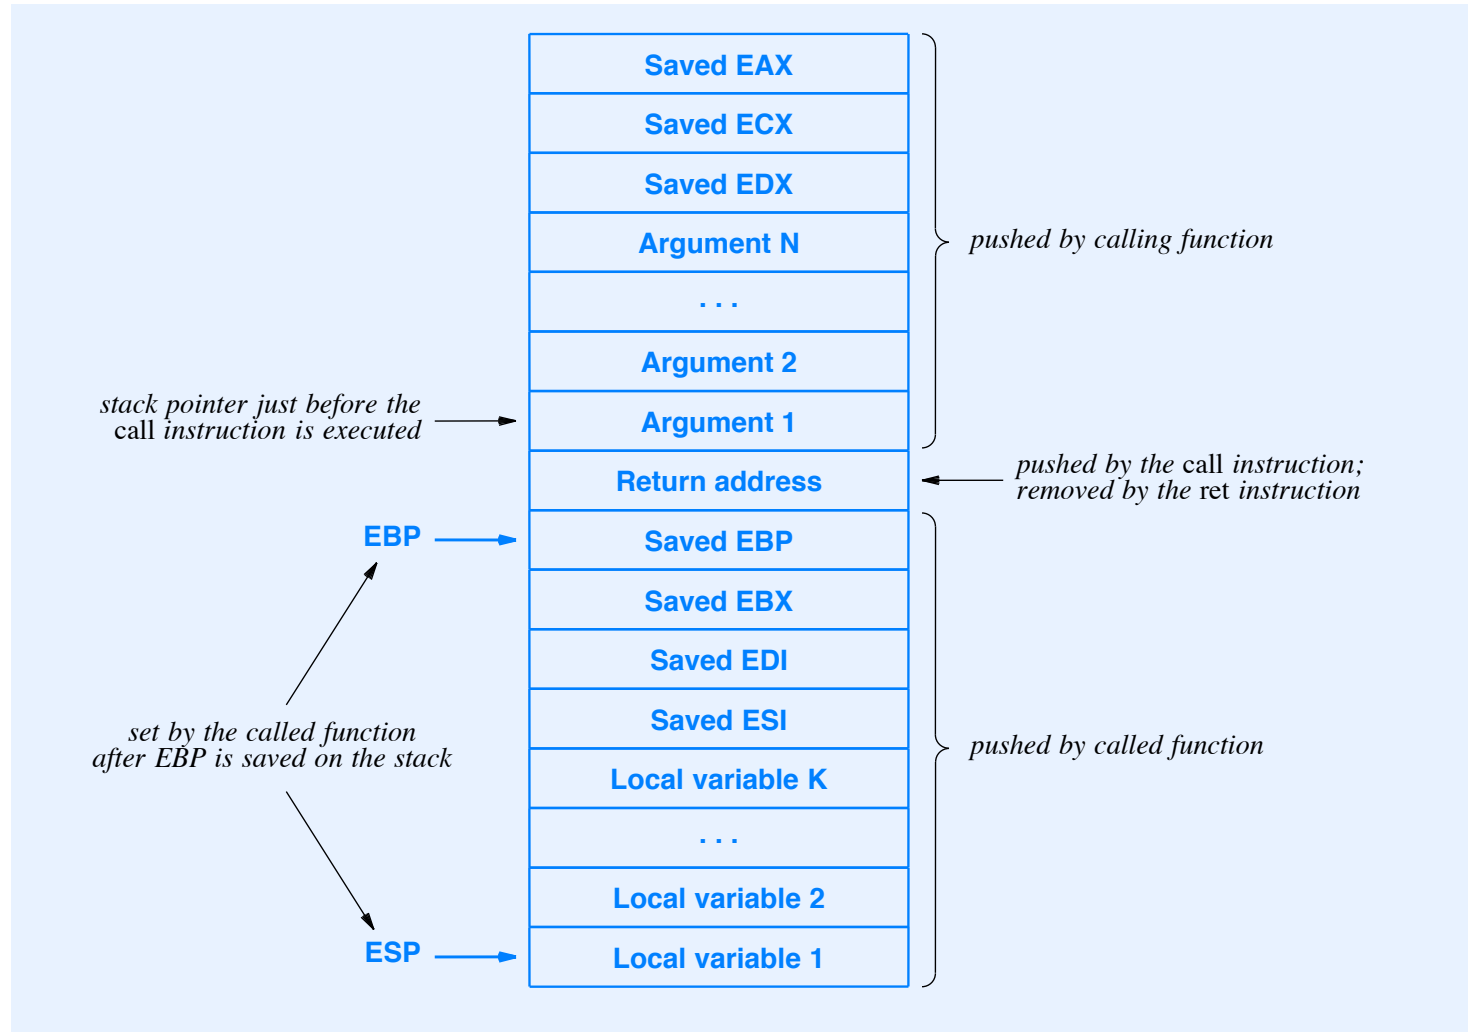 Saved EAX
Saved ECX
Saved EDX
Argument N
pushed by calling function
. . .
Argument 2
stack pointer just before the
call instruction is executed
Argument 1
Return address
pushed by the call instruction;
removed by the ret instruction
EBP
Saved EBP
Saved EBX
Saved EDI
Saved ESI
set by the called function
after EBP is saved on the stack
pushed by called function
Local variable K
. . .
Local variable 2
ESP
Local variable 1